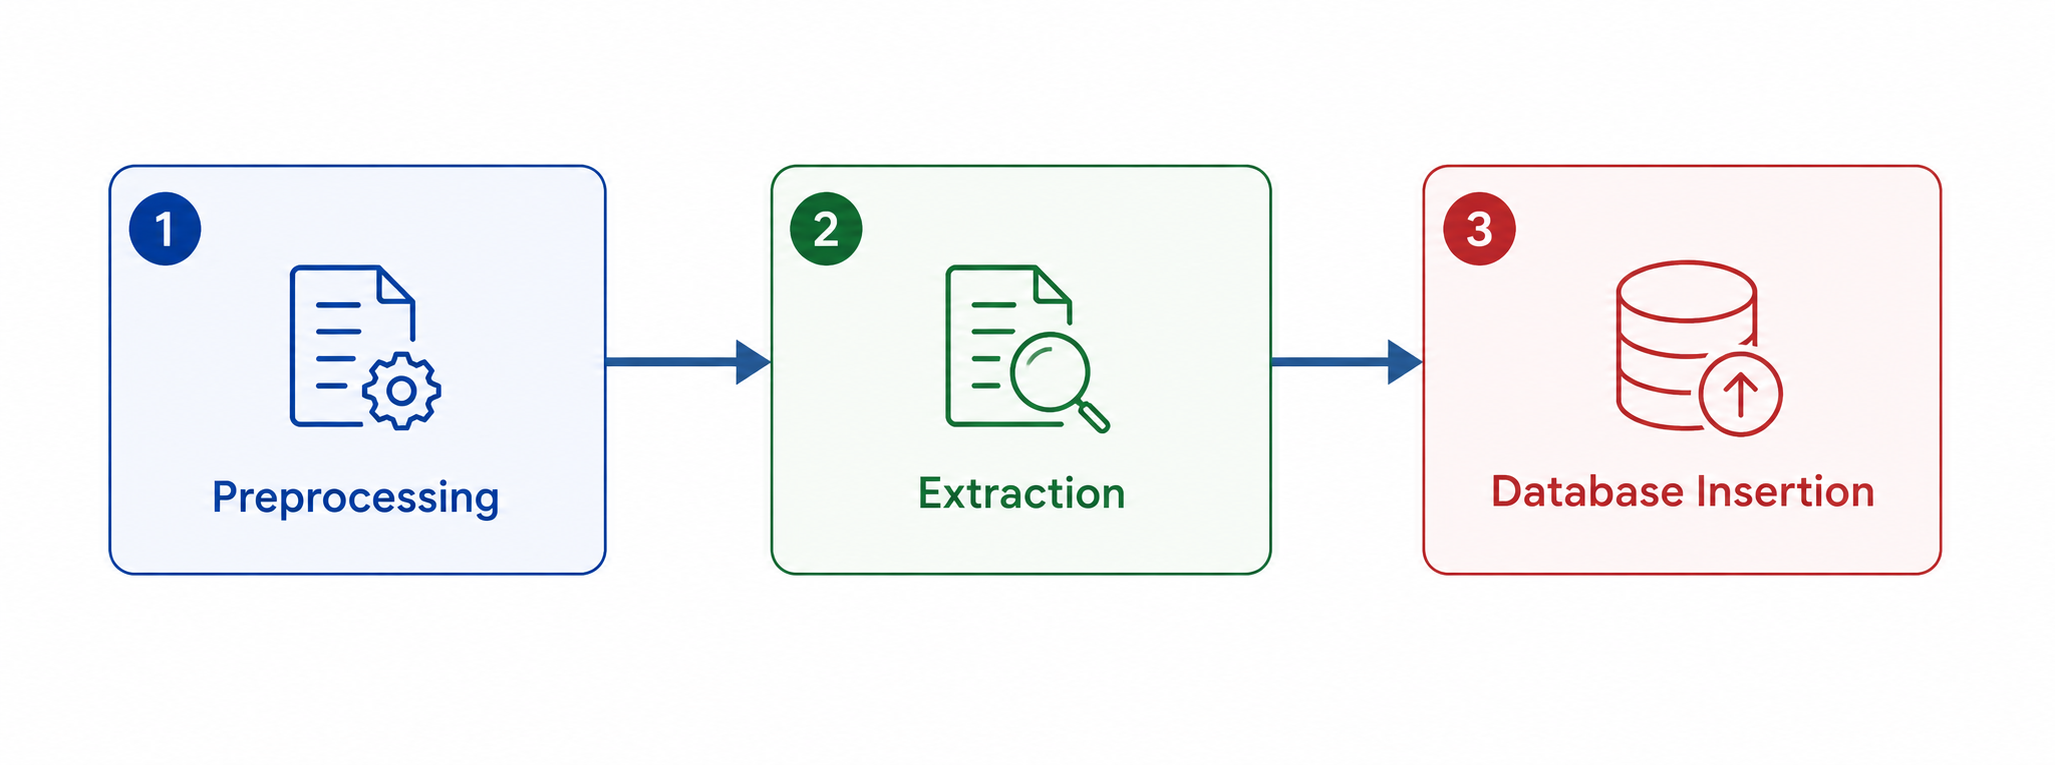 1
Preprocessing
2
Extraction
3
Database Insertion